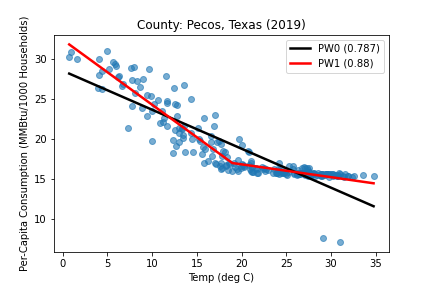 County: Pecos, Texas (2019)
Per-Capita Consumption (MMBtu/1000 Households)
30
25
20
15
10
PW0 (0.787)
PW1 (0.88)
0 5 10 15 20 25 30 35
Temp (deg C)